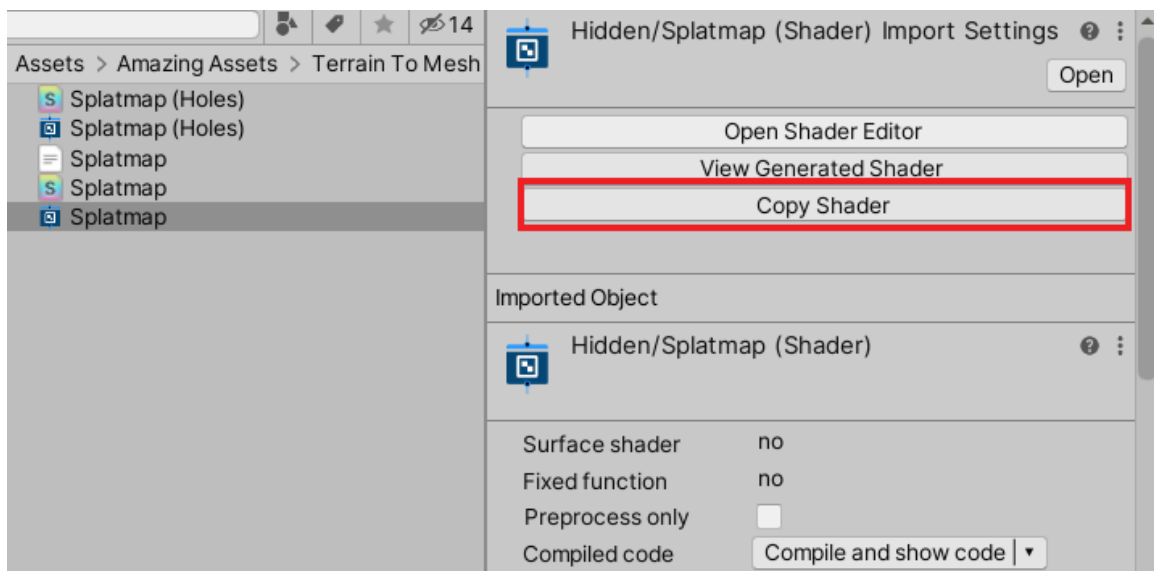 14
Assets > Amazing Assets > Terrain To Mesh
Splatmap (Holes)
Splatmap (Holes)
Splatmap
Splatmap
Splatmap
Hidden/Splatmap (Shader) Import Settings
Open
Open Shader Editor
View Generated Shader
Copy Shader
Imported Object
Hidden/Splatmap (Shader)
Surface shader no
Fixed function no
Preprocess only
Compiled code Compile and show code